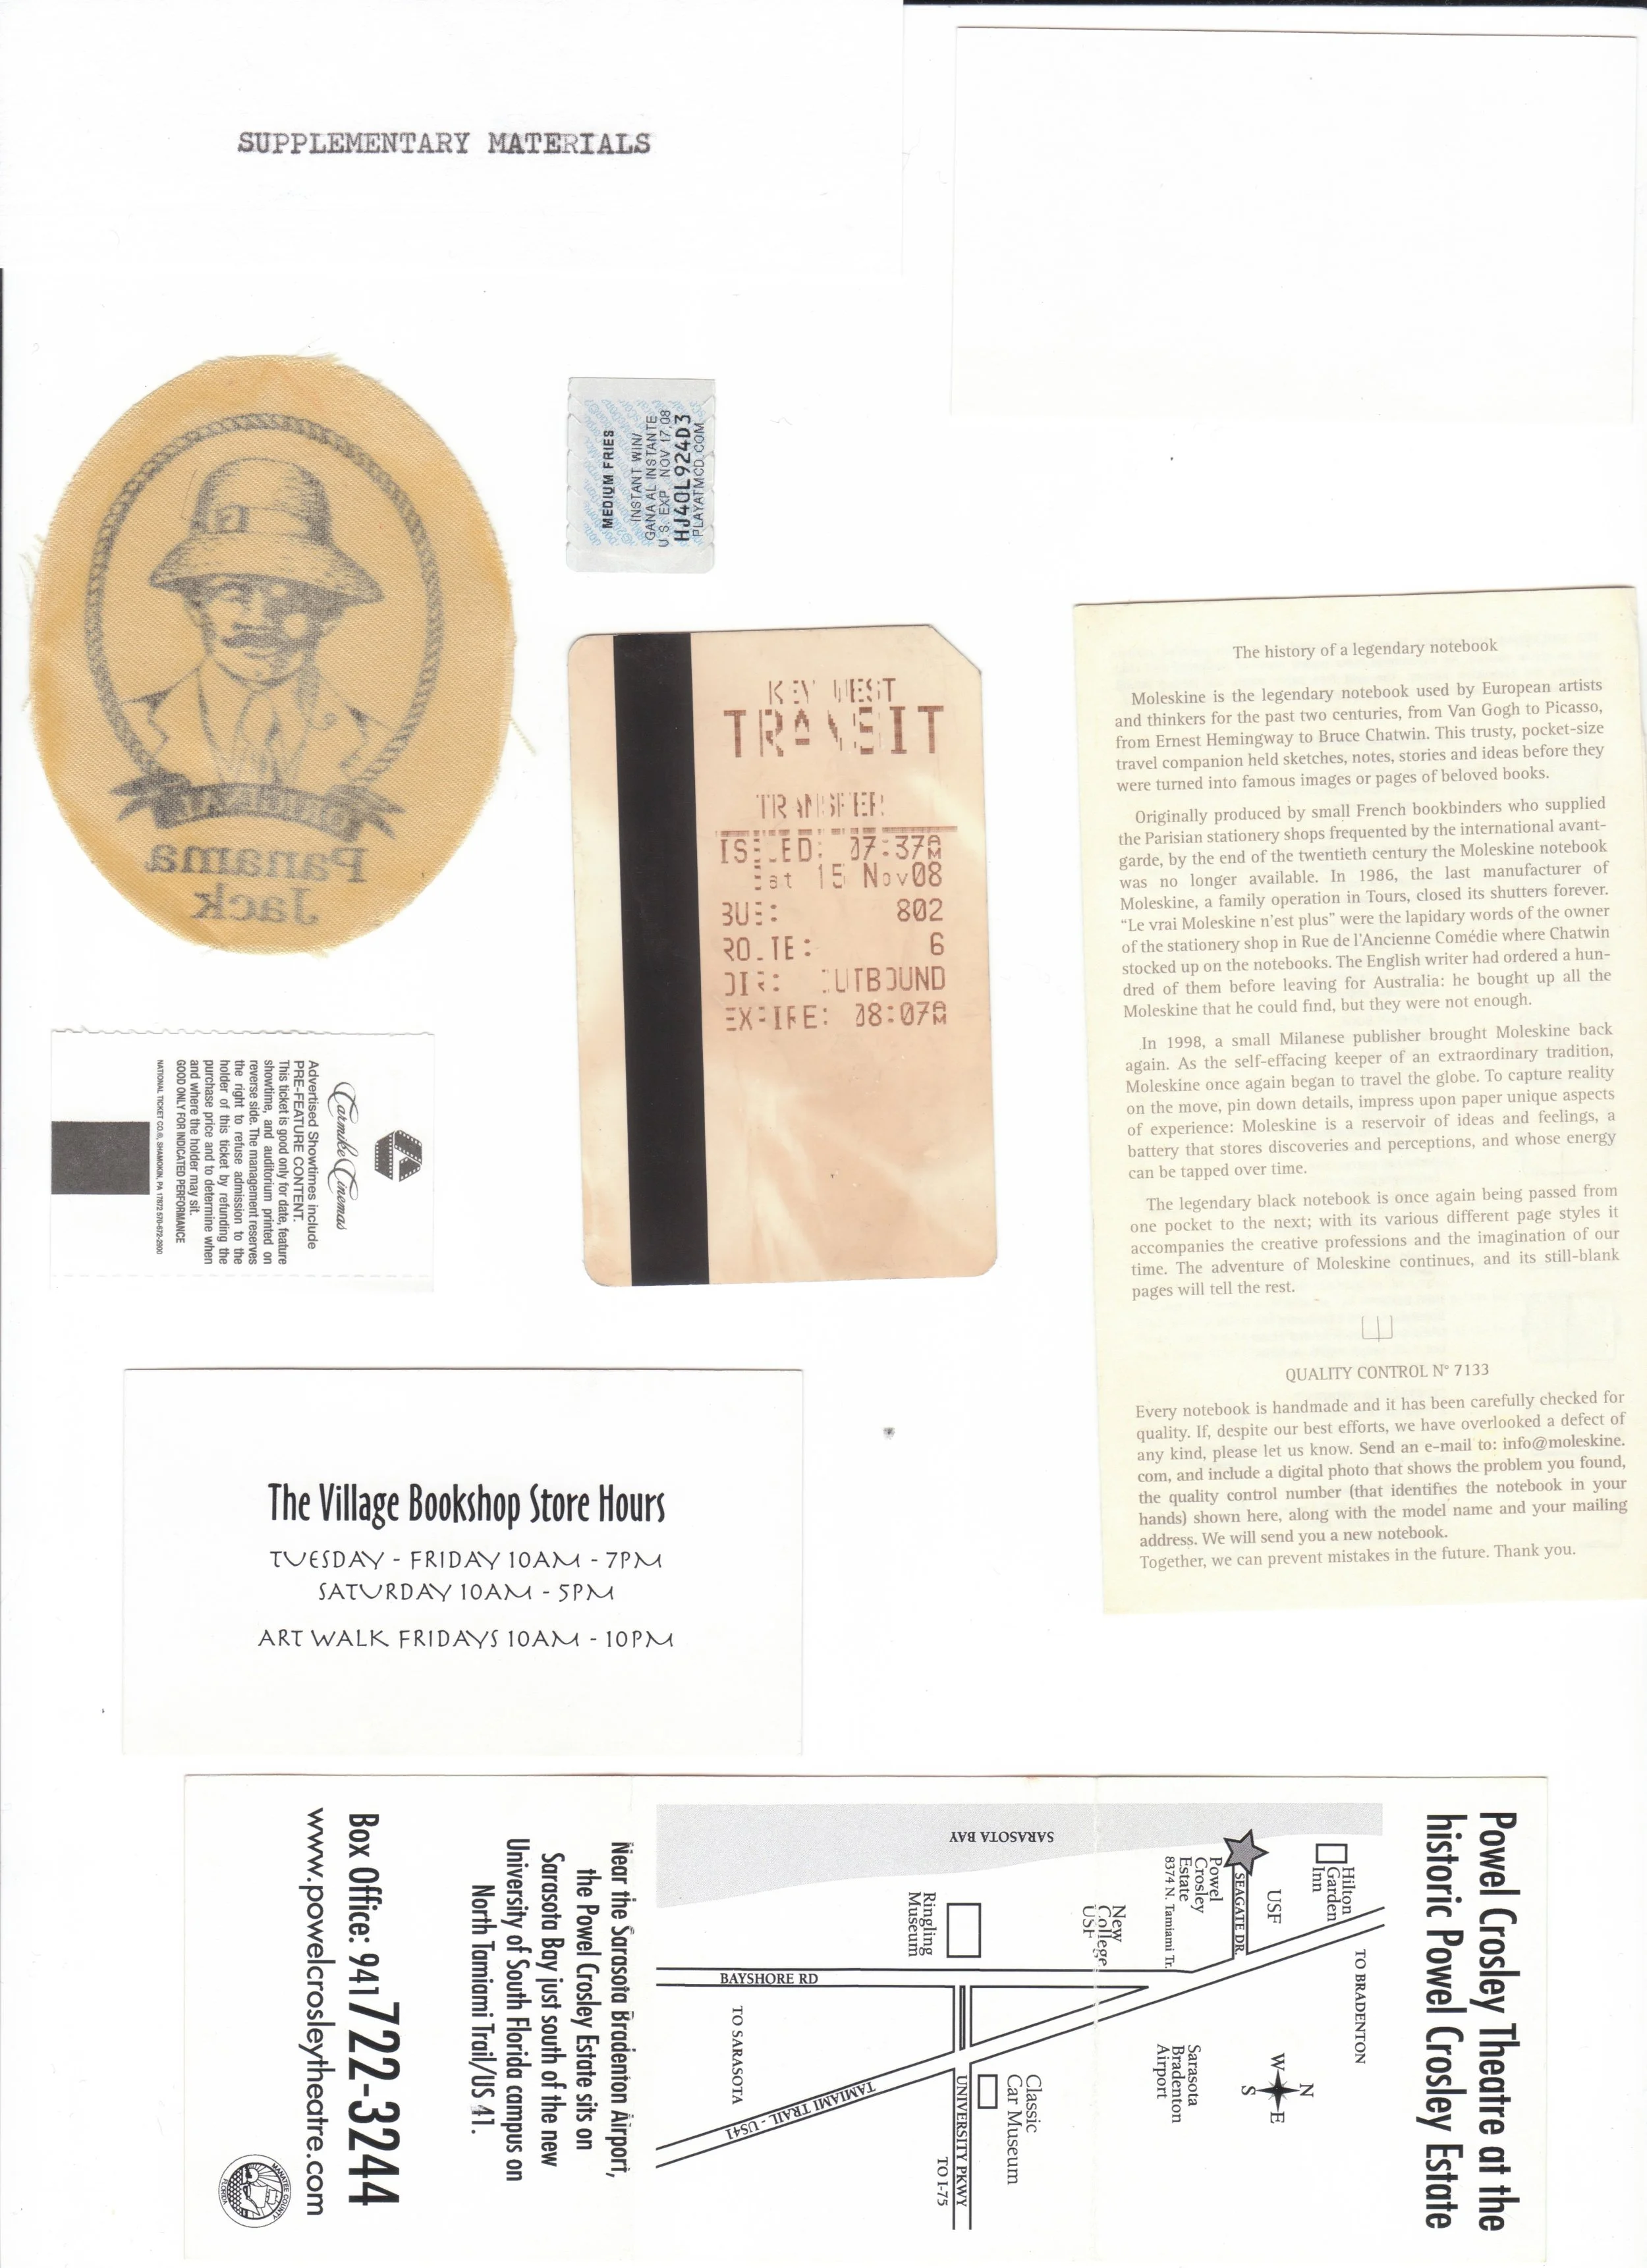 SUPPLEMENTARY MATERIALS
ORIGINAL
Panama
Jack
MEDIUM FRIES
INSTANT WIN/
GANA AL INSTANTE
U.S. EXP. NOV 17,08
HJ40L924D3
PLAYATMCD.COM
KEY WEST
TRANSIT
TRANSFER
ISSUED: 07:37AM
Sat 15 Nov08
BUS: 802
ROUTE: 6
DIR: OUTBOUND
EXPIRE: 08:07AM
The history of a legendary notebook
Moleskine is the legendary notebook used by European artists
and thinkers for the past two centuries, from Van Gogh to Picasso,
from Ernest Hemingway to Bruce Chatwin. This trusty, pocket-size
travel companion held sketches, notes, stories and ideas before they
were turned into famous images or pages of beloved books.
Originally produced by small French bookbinders who supplied
the Parisian stationery shops frequented by the international avant-
garde, by the end of the twentieth century the Moleskine notebook
was no longer available. In 1986, the last manufacturer of
Moleskine, a family operation in Tours, closed its shutters forever.
“Le vrai Moleskine n’est plus” were the lapidary words of the owner
of the stationery shop in Rue de l’Ancienne Comédie where Chatwin
stocked up on the notebooks. The English writer had ordered a hun-
dred of them before leaving for Australia: he bought up all the
Moleskine that he could find, but they were not enough.
In 1998, a small Milanese publisher brought Moleskine back
again. As the self-effacing keeper of an extraordinary tradition,
Moleskine once again began to travel the globe. To capture reality
on the move, pin down details, impress upon paper unique aspects
of experience: Moleskine is a reservoir of ideas and feelings, a
battery that stores discoveries and perceptions, and whose energy
can be tapped over time.
The legendary black notebook is once again being passed from
one pocket to the next; with its various different page styles it
accompanies the creative professions and the imagination of our
time. The adventure of Moleskine continues, and its still-blank
pages will tell the rest.
QUALITY CONTROL N° 7133
Every notebook is handmade and it has been carefully checked for
quality. If, despite our best efforts, we have overlooked a defect of
any kind, please let us know. Send an e-mail to: info@moleskine.
com, and include a digital photo that shows the problem you found,
the quality control number (that identifies the notebook in your
hands) shown here, along with the model name and your mailing
address. We will send you a new notebook.
Together, we can prevent mistakes in the future. Thank you.
Carmike Cinemas
Advertised Showtimes include
PRE-FEATURE CONTENT.
This ticket is good only for date, feature
showtime, and auditorium printed on
reverse side. The management reserves
the right to refuse admission to the
holder of this ticket by refunding the
purchase price and to determine when
and where the holder may sit.
GOOD ONLY FOR INDICATED PERFORMANCE
NATIONAL TICKET CO.®, SHAMOKIN, PA 17872 570-672-2900
The Village Bookshop Store Hours
TUESDAY - FRIDAY 10AM - 7PM
SATURDAY 10AM - 5PM
ART WALK FRIDAYS 10AM - 10PM
Powel Crosley Theatre at the
historic Powel Crosley Estate
TO BRADENTON
Hilton
Garden
Inn
N
W
E
S
USF
SEAGATE DR.
Powel
Crosley
Estate
8374 N. Tamiami Tr.
Sarasota
Bradenton
Airport
New
College
USF
SARASOTA BAY
Classic
Car Museum
Ringling
Museum
UNIVERSITY PKWY
TO I-75
BAYSHORE RD
TAMIAMI TRAIL - US41
TO SARASOTA
Near the Sarasota Bradenton Airport,
the Powel Crosley Estate sits on
Sarasota Bay just south of the new
University of South Florida campus on
North Tamiami Trail/US 41.
Box Office: 941 722-3244
www.powelcrosleytheatre.com
MANATEE COUNTY
FLORIDA